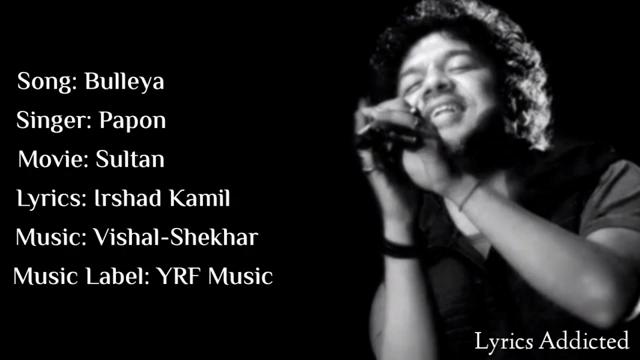 Song: Bulleya
Singer: Papon
Movie: Sultan
Lyrics: Irshad Kamil
Music: Vishal-Shekhar
Music Label: YRF Music
Lyrics Addicted